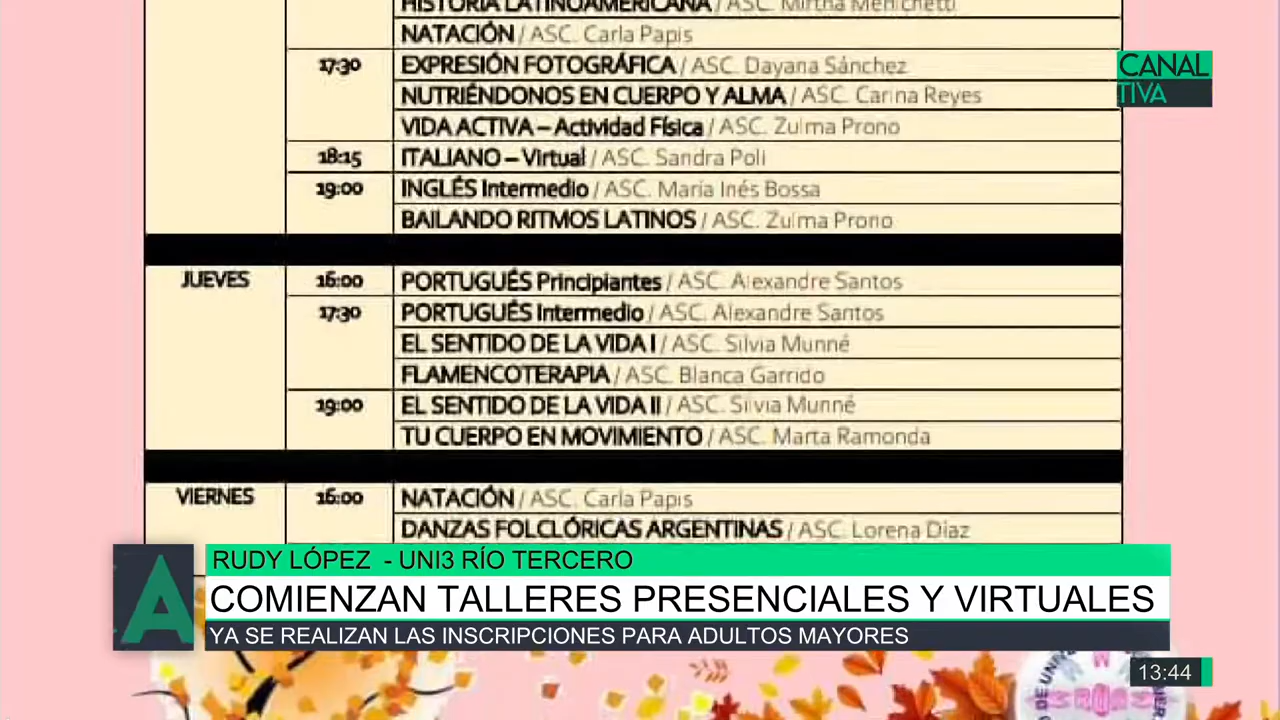 HISTORIA LATINOAMERICANA / ASC. Mirtha Menichetti
NATACIÓN / ASC. Carla Papis
17:30 EXPRESIÓN FOTOGRÁFICA / ASC. Dayana Sánchez
NUTRIÉNDONOS EN CUERPO Y ALMA / ASC. Carina Reyes
VIDA ACTIVA – Actividad Física / ASC. Zulma Prono
18:15 ITALIANO – Virtual / ASC. Sandra Poli
19:00 INGLÉS Intermedio / ASC. María Inés Bossa
BAILANDO RITMOS LATINOS / ASC. Zulma Prono
JUEVES 16:00 PORTUGUÉS Principiantes / ASC. Alexandre Santos
17:30 PORTUGUÉS Intermedio / ASC. Alexandre Santos
EL SENTIDO DE LA VIDA I / ASC. Silvia Munné
FLAMENCOTERAPIA / ASC. Blanca Garrido
19:00 EL SENTIDO DE LA VIDA II / ASC. Silvia Munné
TU CUERPO EN MOVIMIENTO / ASC. Marta Ramonda
VIERNES 16:00 NATACIÓN / ASC. Carla Papis
DANZAS FOLCLÓRICAS ARGENTINAS / ASC. Lorena Díaz
CANAL
TIVA
A
RUDY LÓPEZ - UNI3 RÍO TERCERO
COMIENZAN TALLERES PRESENCIALES Y VIRTUALES
YA SE REALIZAN LAS INSCRIPCIONES PARA ADULTOS MAYORES
13:44